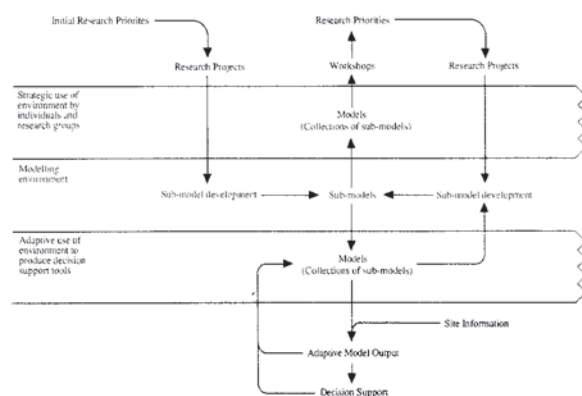 Initial Research Priorites
Research Priorities
Research Projects
Workshops
Research Projects
Strategic use of
environment by
individuals and
research groups
Models
(Collections of sub-models)
Modelling
environment
Sub-model development
Sub-models
Sub-model development
Adaptive use of
environment to
produce decision
support tools
Models
(Collections of sub-models)
Site Information
Adaptive Model Output
Decision Support